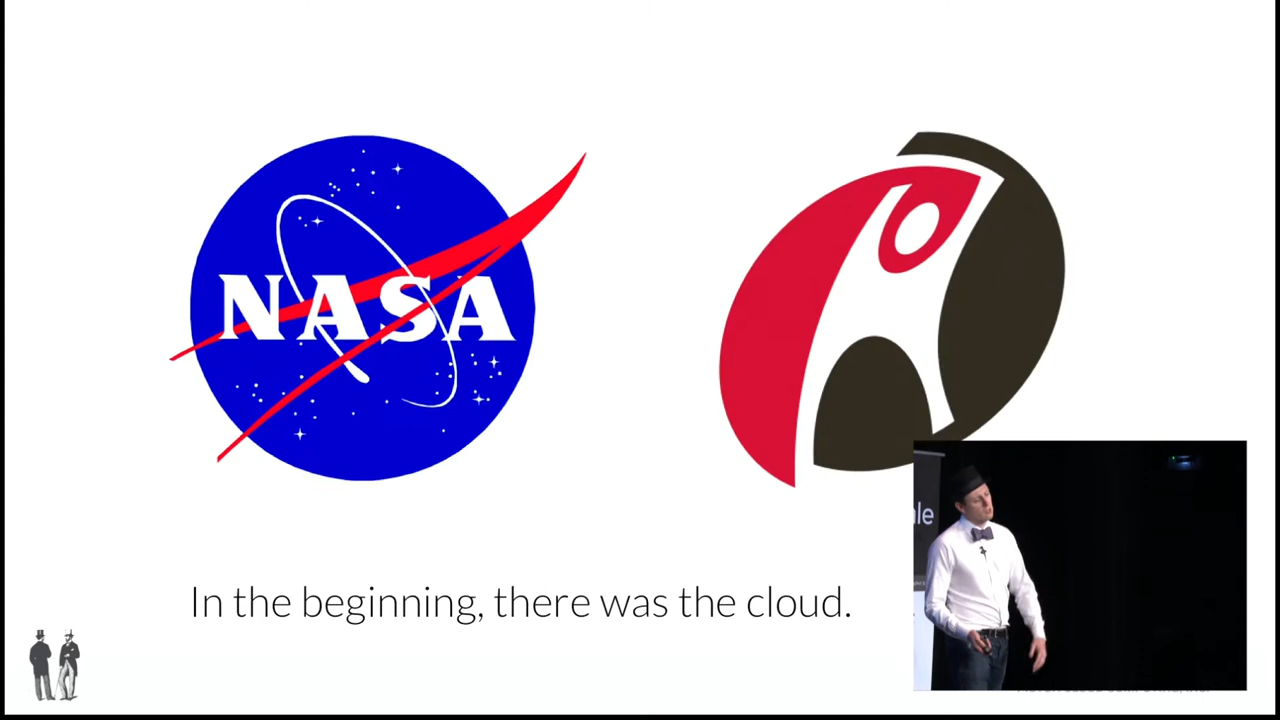 NASA
In the beginning, there was the cloud.